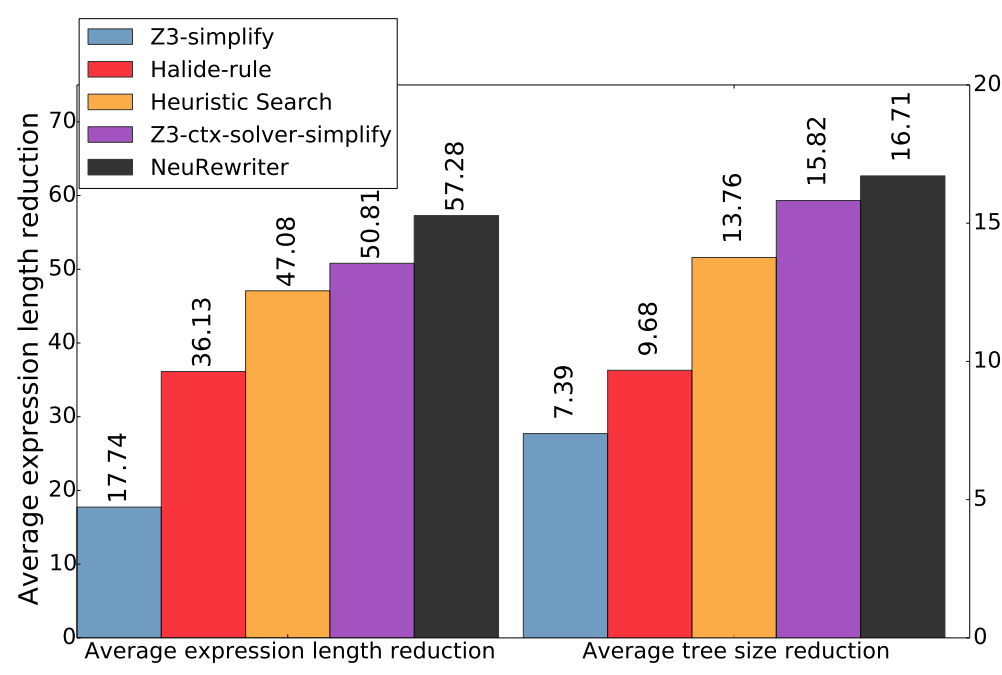 Z3-simplify
Halide-rule
Heuristic Search
Z3-ctx-solver-simplify
NeuRewriter
Average expression length reduction
70
60
50
40
30
20
10
0
17.74
36.13
47.08
50.81
57.28
7.39
9.68
13.76
15.82
16.71
20
15
10
5
0
Average expression length reduction
Average tree size reduction